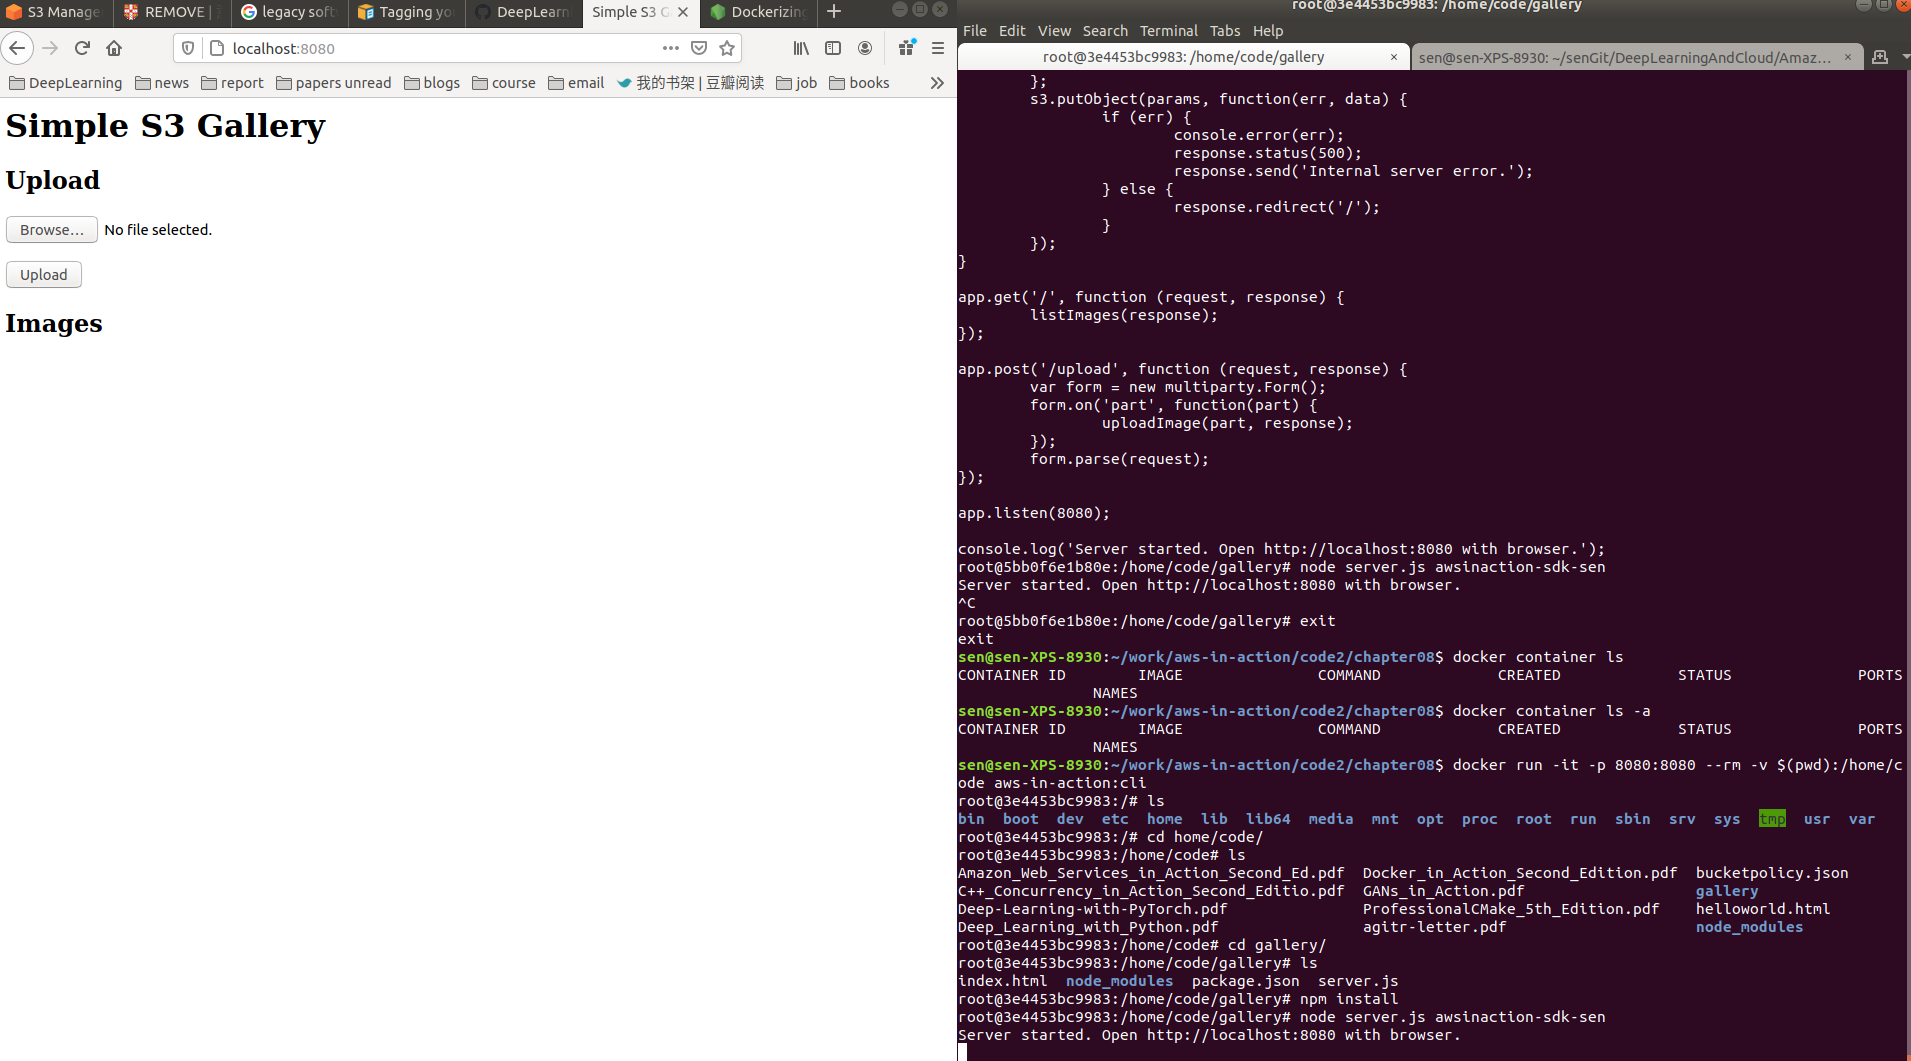 S3 Manage
REMOVE |
legacy soft
Tagging yo
DeepLearn
Simple S3 G
Dockerizing
localhost:8080
DeepLearning
news
report
papers unread
blogs
course
email
我的书架 | 豆瓣阅读
job
books
Simple S3 Gallery
Upload
Browse… No file selected.
Upload
Images
root@3e4453bc9983: /home/code/gallery
File Edit View Search Terminal Tabs Help
root@3e4453bc9983: /home/code/gallery
sen@sen-XPS-8930: ~/senGit/DeepLearningAndCloud/Amaz...
};
s3.putObject(params, function(err, data) {
if (err) {
console.error(err);
response.status(500);
response.send('Internal server error.');
} else {
response.redirect('/');
}
});
}
app.get('/', function (request, response) {
listImages(response);
});
app.post('/upload', function (request, response) {
var form = new multiparty.Form();
form.on('part', function(part) {
uploadImage(part, response);
});
form.parse(request);
});
app.listen(8080);
console.log('Server started. Open http://localhost:8080 with browser.');
root@5bb0f6e1b80e:/home/code/gallery# node server.js awsinaction-sdk-sen
Server started. Open http://localhost:8080 with browser.
^C
root@5bb0f6e1b80e:/home/code/gallery# exit
exit
sen@sen-XPS-8930:~/work/aws-in-action/code2/chapter08$ docker container ls
CONTAINER ID IMAGE COMMAND CREATED STATUS PORTS
NAMES
sen@sen-XPS-8930:~/work/aws-in-action/code2/chapter08$ docker container ls -a
CONTAINER ID IMAGE COMMAND CREATED STATUS PORTS
NAMES
sen@sen-XPS-8930:~/work/aws-in-action/code2/chapter08$ docker run -it -p 8080:8080 --rm -v $(pwd):/home/c
ode aws-in-action:cli
root@3e4453bc9983:/# ls
bin boot dev etc home lib lib64 media mnt opt proc root run sbin srv sys tmp usr var
root@3e4453bc9983:/# cd home/code/
root@3e4453bc9983:/home/code# ls
Amazon_Web_Services_in_Action_Second_Ed.pdf Docker_in_Action_Second_Edition.pdf bucketpolicy.json
C++_Concurrency_in_Action_Second_Editio.pdf GANs_in_Action.pdf gallery
Deep-Learning-with-PyTorch.pdf ProfessionalCMake_5th_Edition.pdf helloworld.html
Deep_Learning_with_Python.pdf agitr-letter.pdf node_modules
root@3e4453bc9983:/home/code# cd gallery/
root@3e4453bc9983:/home/code/gallery# ls
index.html node_modules package.json server.js
root@3e4453bc9983:/home/code/gallery# npm install
root@3e4453bc9983:/home/code/gallery# node server.js awsinaction-sdk-sen
Server started. Open http://localhost:8080 with browser.